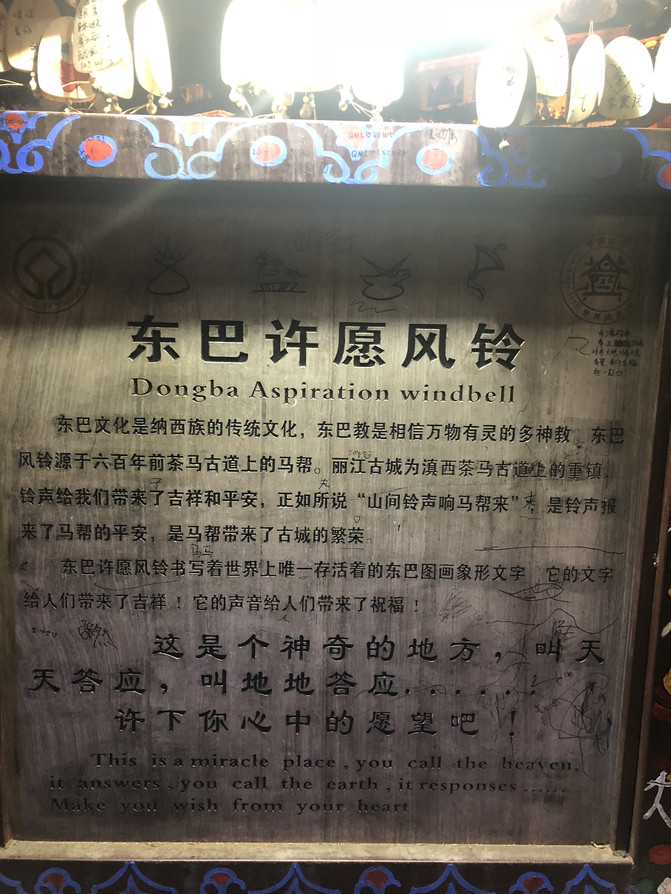 东巴许愿风铃
Dongba Aspiration windbell
东巴文化是纳西族的传统文化，东巴教是相信万物有灵的多神教 东巴
风铃源于六百年前茶马古道上的马帮。丽江古城为滇西茶马古道上的重镇，
铃声给我们带来了吉祥和平安，正如所说“山间铃声响马帮来”，是铃声报
来了马帮的平安，是马帮带来了古城的繁荣
东巴许愿风铃书写着世界上唯一存活着的东巴图画象形文字 它的文字
给人们带来了吉祥！它的声音给人们带来了祝福！
这是个神奇的地方，叫天
天答应，叫地地答应......
许下你心中的愿望吧！
This is a miracle place , you call the heaven,
it answers , you call the earth , it responses ......
Make you wish from your heart